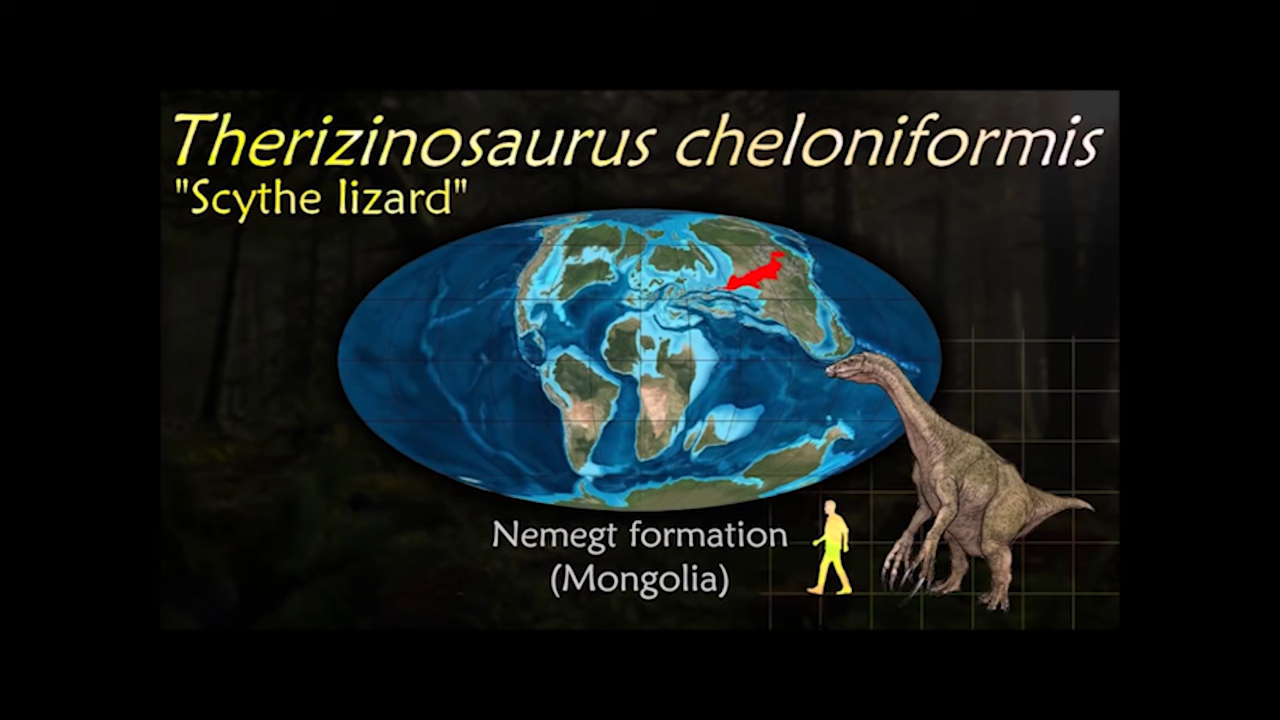 Therizinosaurus cheloniformis
"Scythe lizard"
Nemegt formation
(Mongolia)